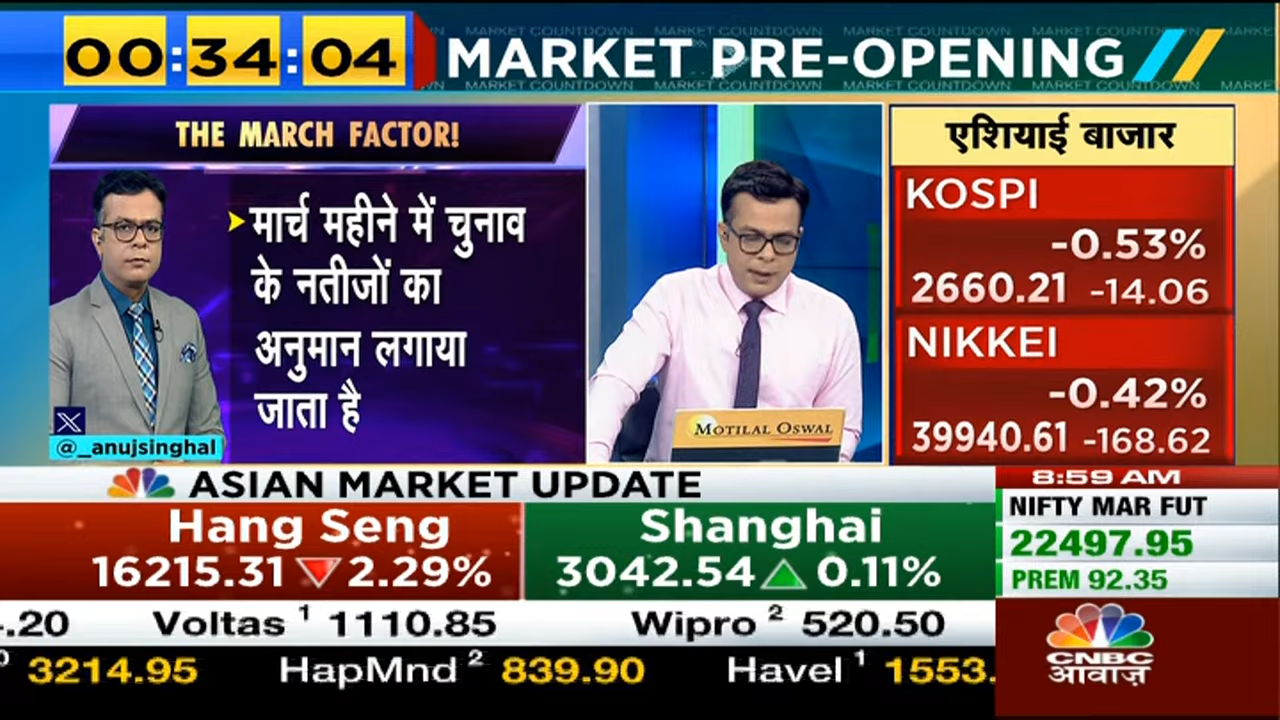 00:34:04
MARKET PRE-OPENING
THE MARCH FACTOR!
मार्च महीने में चुनाव
के नतीजों का
अनुमान लगाया
जाता है
@_anujsinghal
MOTILAL OSWAL
एशियाई बाजार
KOSPI
-0.53%
2660.21 -14.06
NIKKEI
-0.42%
39940.61 -168.62
ASIAN MARKET UPDATE
Hang Seng
16215.31 2.29%
Shanghai
3042.54 0.11%
8:59 AM
NIFTY MAR FUT
22497.95
PREM 92.35
.20 Voltas 1 1110.85 Wipro 2 520.50
3214.95 HapMnd 2 839.90 Havel 1 1553.
CNBC
आवाज़